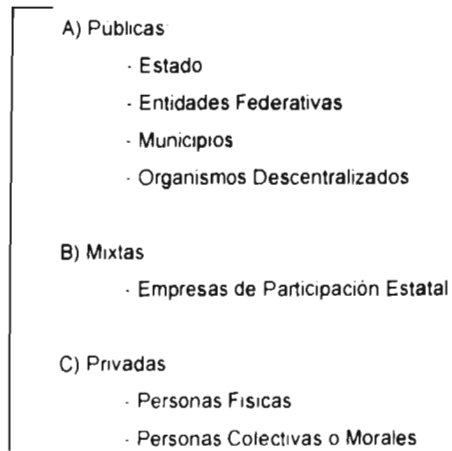 A) Públicas
- Estado
- Entidades Federativas
- Municipios
- Organismos Descentralizados
B) Mixtas
- Empresas de Participación Estatal
C) Privadas
- Personas Físicas
- Personas Colectivas o Morales